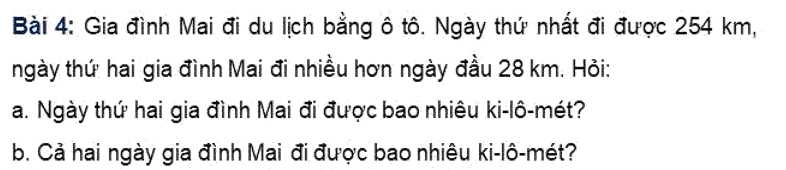 Bài 4: Gia đình Mai đi du lịch bằng ô tô. Ngày thứ nhất đi được 254 km,
ngày thứ hai gia đình Mai đi nhiều hơn ngày đầu 28 km. Hỏi:
a. Ngày thứ hai gia đình Mai đi được bao nhiêu ki-lô-mét?
b. Cả hai ngày gia đình Mai đi được bao nhiêu ki-lô-mét?